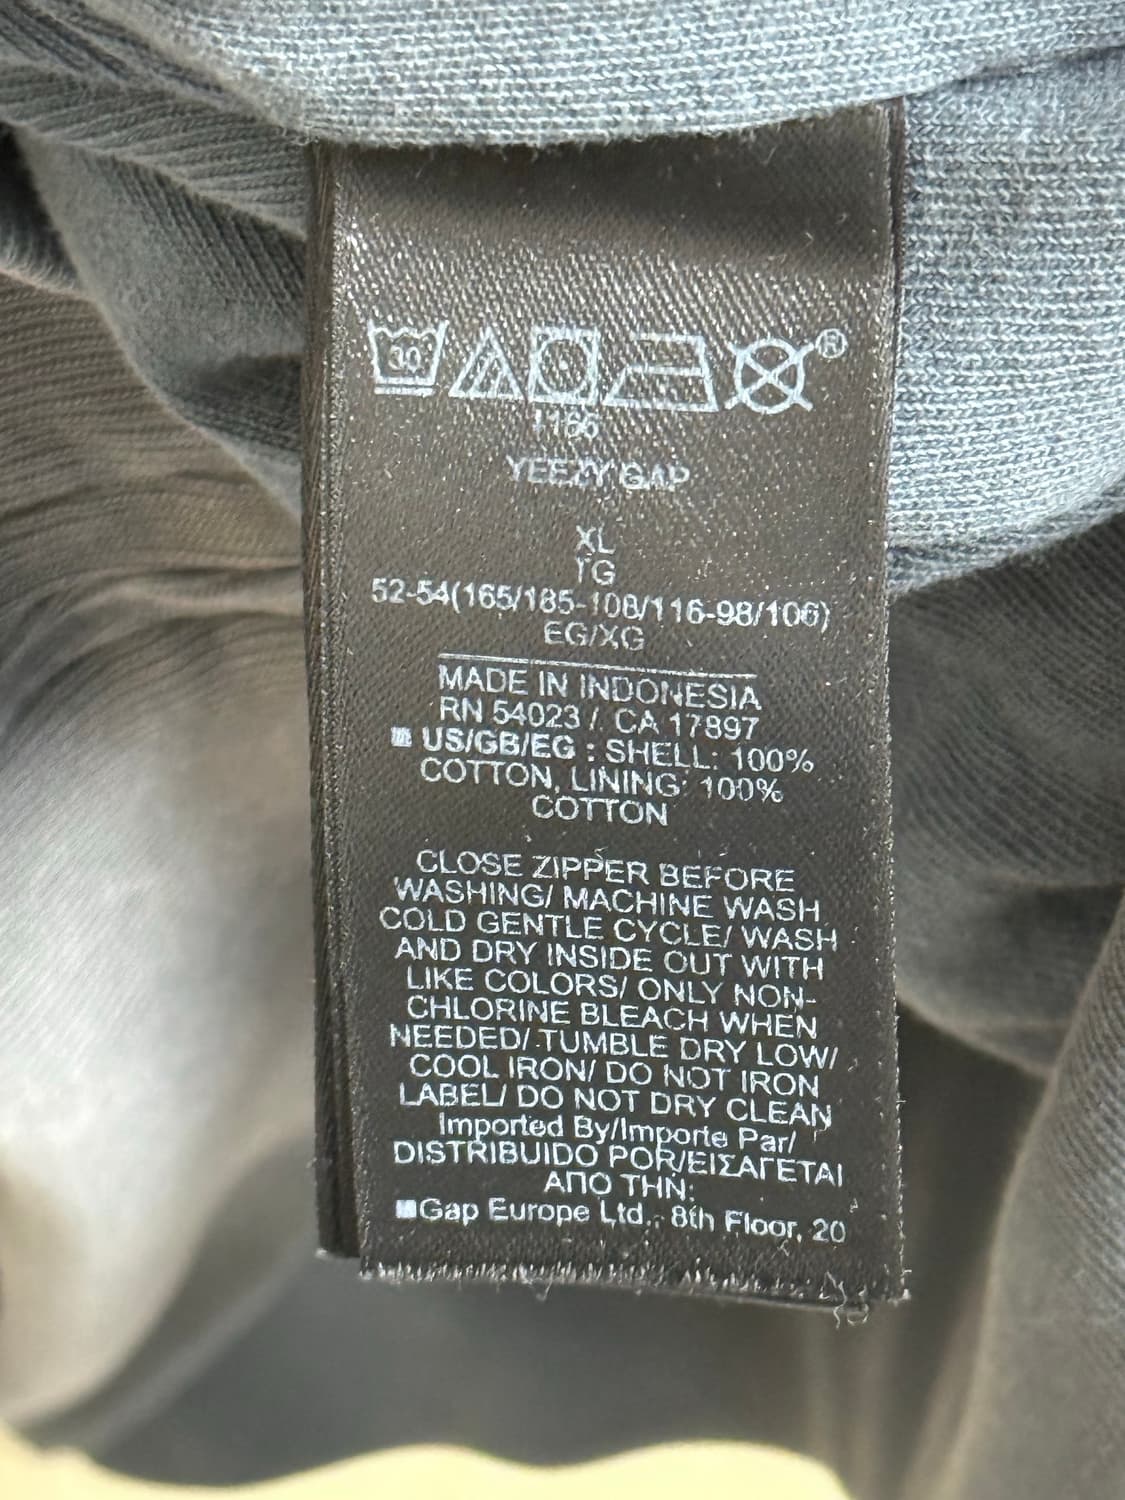 30
®
YEEZY GAP
XL
TG
52-54(165/185-108/116-98/106)
EG/XG
MADE IN INDONESIA
RN 54023 / CA 17897
US/GB/EG : SHELL: 100%
COTTON, LINING: 100%
COTTON
CLOSE ZIPPER BEFORE
WASHING/ MACHINE WASH
COLD GENTLE CYCLE/ WASH
AND DRY INSIDE OUT WITH
LIKE COLORS/ ONLY NON-
CHLORINE BLEACH WHEN
NEEDED/ TUMBLE DRY LOW/
COOL IRON/ DO NOT IRON
LABEL/ DO NOT DRY CLEAN
Imported By/Importe Par/
DISTRIBUIDO POR/ΕΙΣΑΓΕΤΑΙ
ΑΠΟ ΤΗΝ:
Gap Europe Ltd., 8th Floor, 20